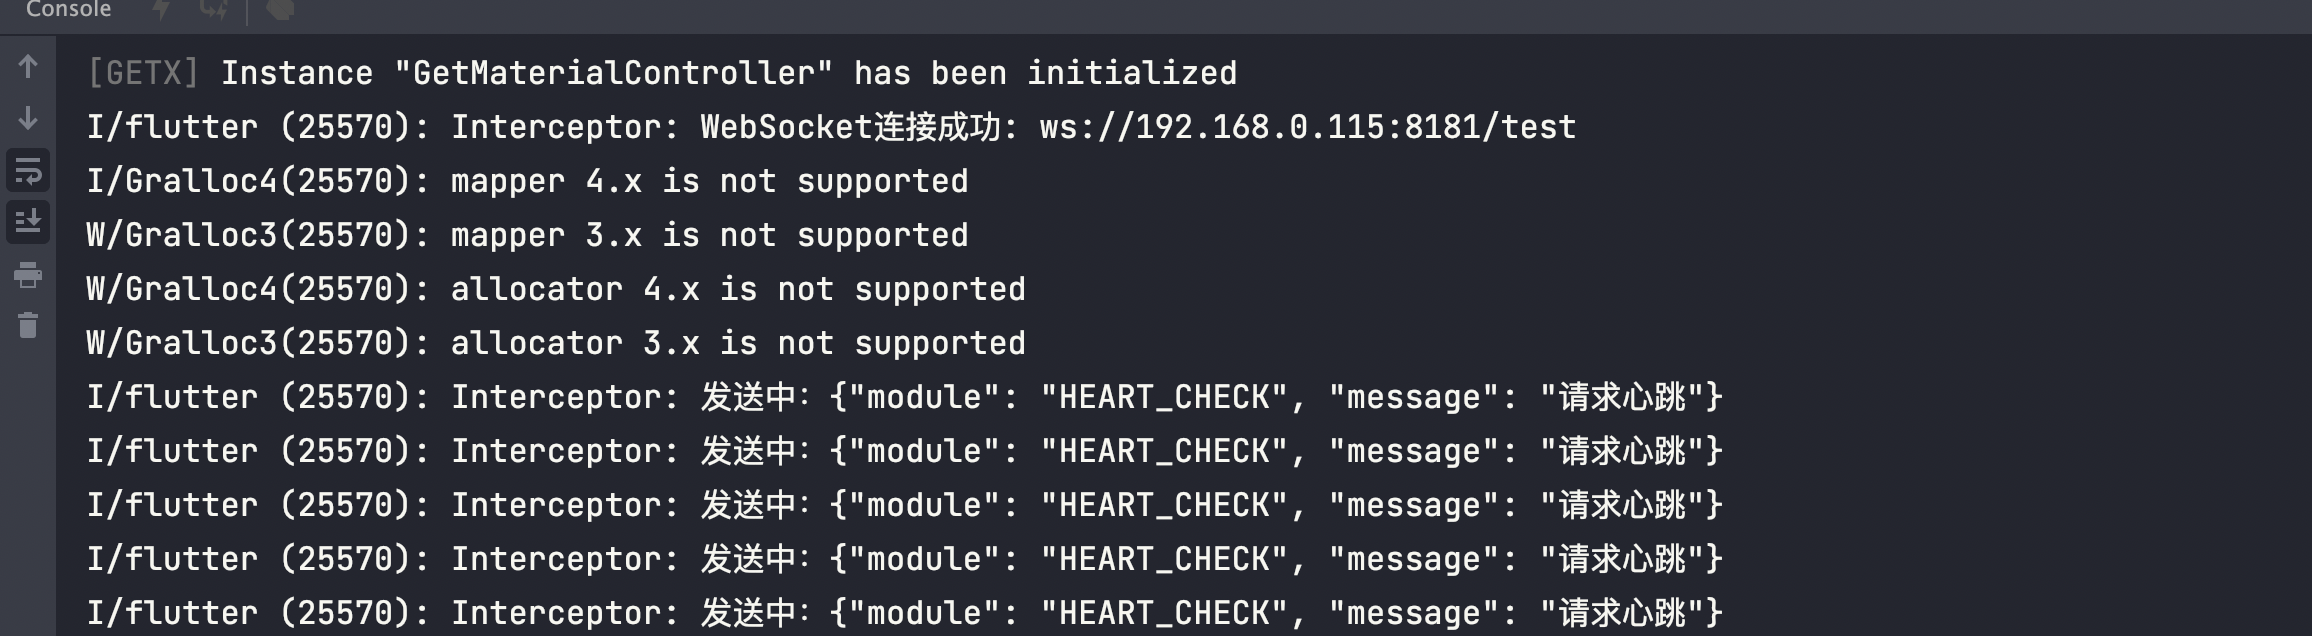 Console
[GETX] Instance "GetMaterialController" has been initialized
I/flutter (25570): Interceptor: WebSocket连接成功: ws://192.168.0.115:8181/test
I/Gralloc4(25570): mapper 4.x is not supported
W/Gralloc3(25570): mapper 3.x is not supported
W/Gralloc4(25570): allocator 4.x is not supported
W/Gralloc3(25570): allocator 3.x is not supported
I/flutter (25570): Interceptor: 发送中：{"module": "HEART_CHECK", "message": "请求心跳"}
I/flutter (25570): Interceptor: 发送中：{"module": "HEART_CHECK", "message": "请求心跳"}
I/flutter (25570): Interceptor: 发送中：{"module": "HEART_CHECK", "message": "请求心跳"}
I/flutter (25570): Interceptor: 发送中：{"module": "HEART_CHECK", "message": "请求心跳"}
I/flutter (25570): Interceptor: 发送中：{"module": "HEART_CHECK", "message": "请求心跳"}